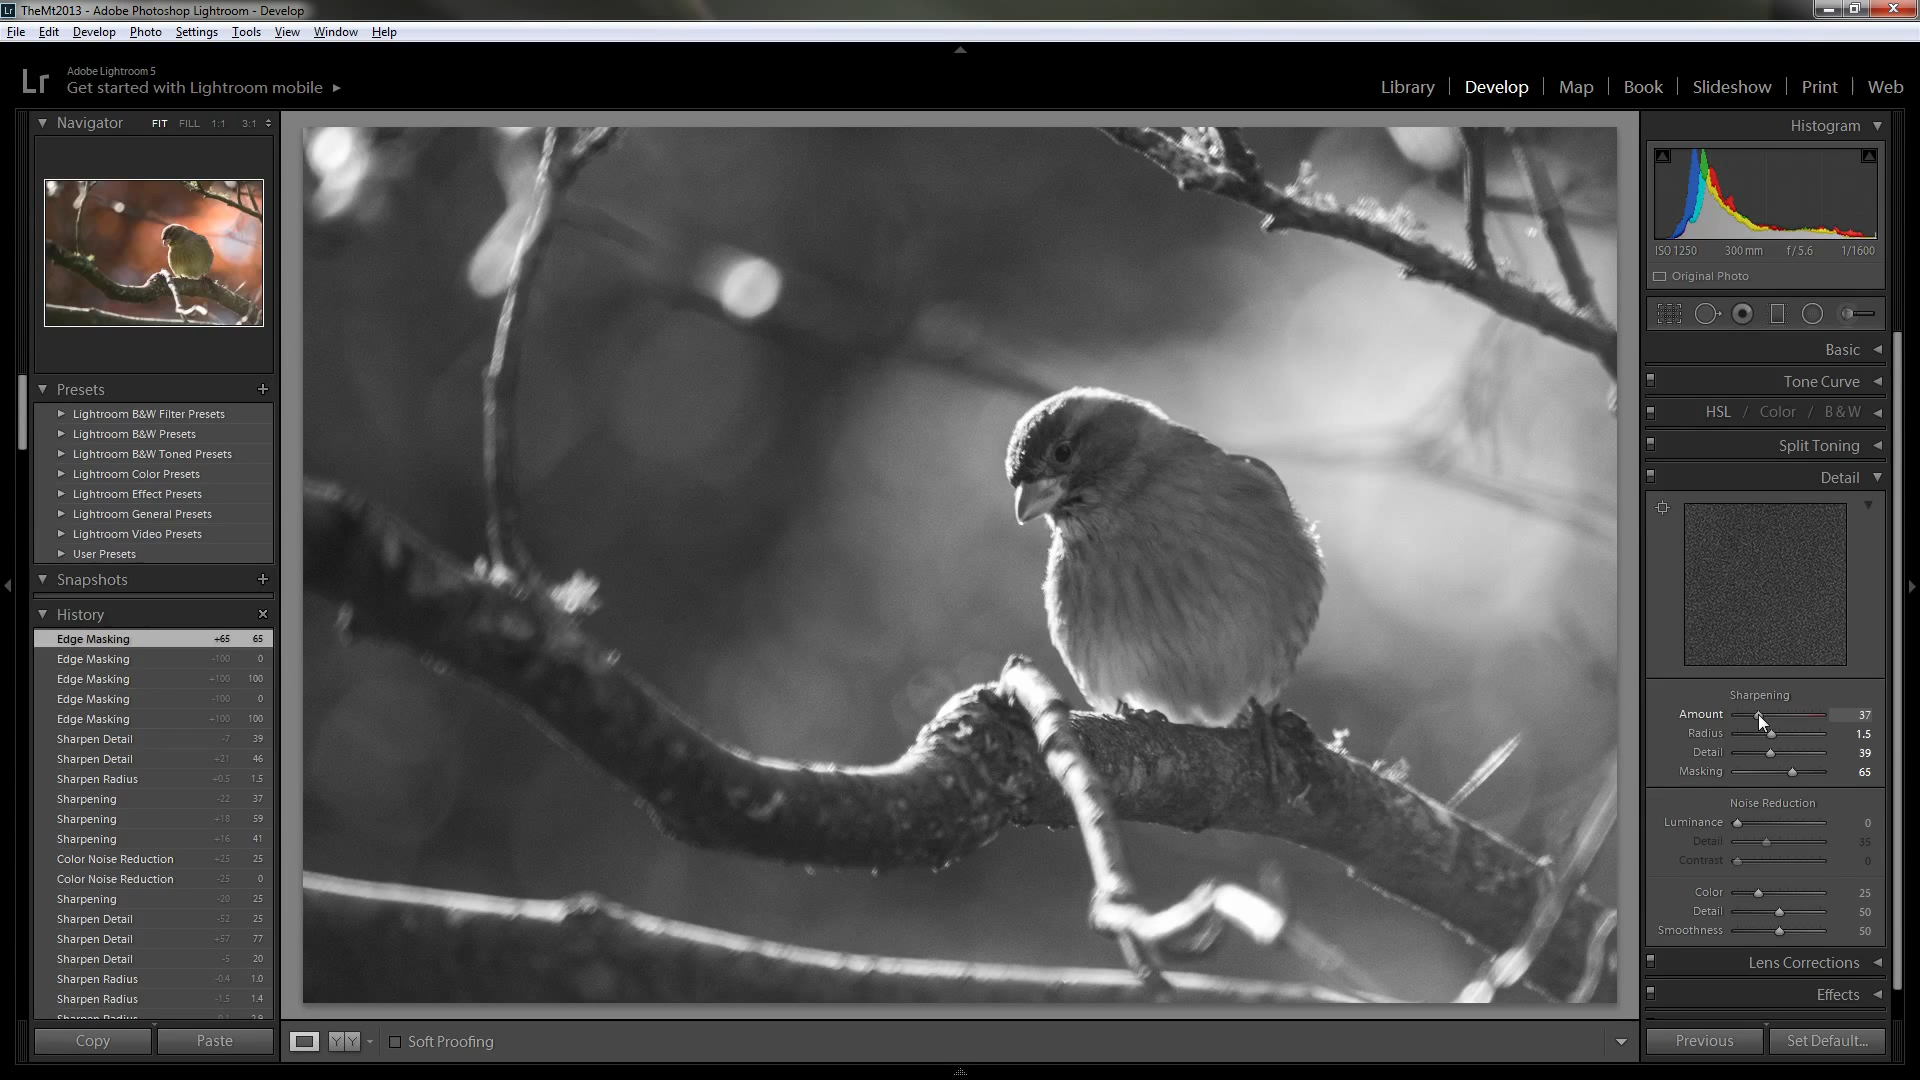 Lr TheMt2013 - Adobe Photoshop Lightroom - Develop
File Edit Develop Photo Settings Tools View Window Help
Lr
Adobe Lightroom 5
Get started with Lightroom mobile
Library Develop Map Book Slideshow Print Web
Navigator FIT FILL 1:1 3:1
Presets
Lightroom B&W Filter Presets
Lightroom B&W Presets
Lightroom B&W Toned Presets
Lightroom Color Presets
Lightroom Effect Presets
Lightroom General Presets
Lightroom Video Presets
User Presets
Snapshots
History
Edge Masking +65 65
Edge Masking -100 0
Edge Masking +100 100
Edge Masking -100 0
Edge Masking +100 100
Sharpen Detail -7 39
Sharpen Detail +21 46
Sharpen Radius +0.5 1.5
Sharpening -22 37
Sharpening +18 59
Sharpening +16 41
Color Noise Reduction +25 25
Color Noise Reduction -25 0
Sharpening -20 25
Sharpen Detail -52 25
Sharpen Detail +57 77
Sharpen Detail -5 20
Sharpen Radius -0.4 1.0
Sharpen Radius -1.5 1.4
Copy Paste
YY Soft Proofing
Histogram
ISO 1250 300 mm f / 5.6 1/1600
Original Photo
Basic
Tone Curve
HSL / Color / B & W
Split Toning
Detail
Sharpening
Amount 37
Radius 1.5
Detail 39
Masking 65
Noise Reduction
Luminance 0
Detail 35
Contrast 0
Color 25
Detail 50
Smoothness 50
Lens Corrections
Effects
Previous Set Default...